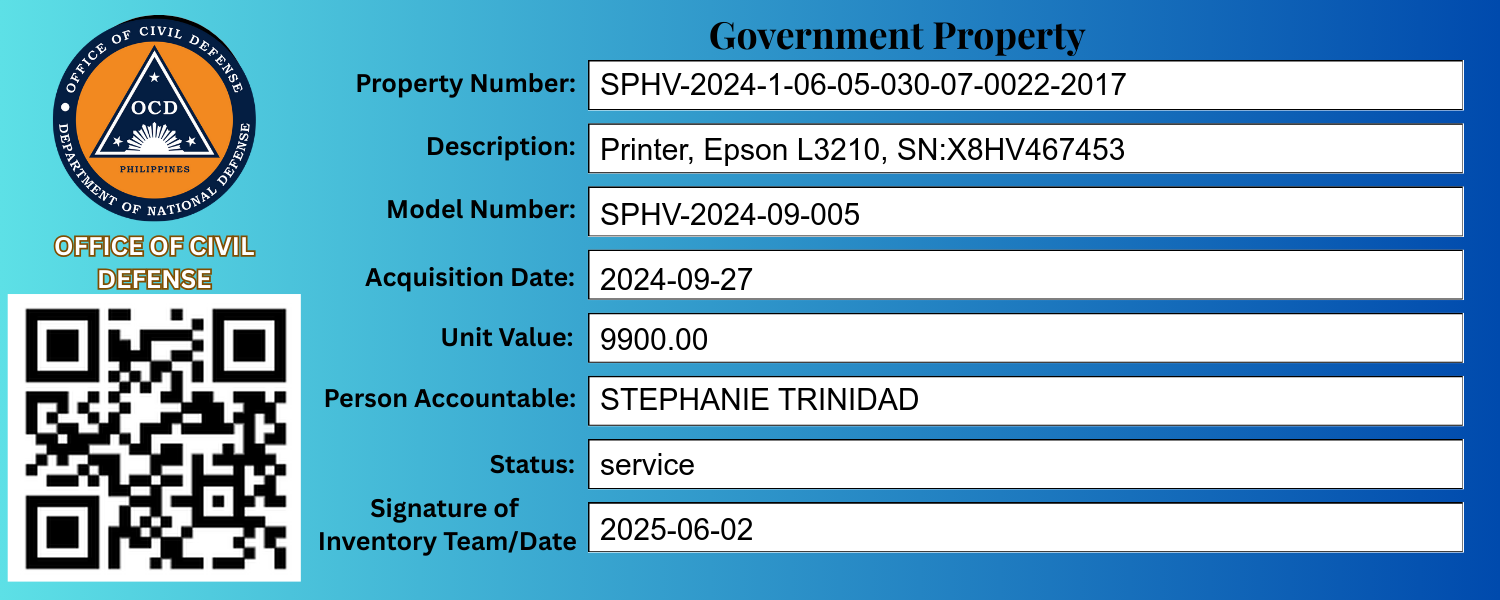 OFFICE OF CIVIL DEFENSE
OCD
PHILIPPINES
DEPARTMENT OF NATIONAL DEFENSE
OFFICE OF CIVIL
DEFENSE
Government Property
Property Number: SPHV-2024-1-06-05-030-07-0022-2017
Description: Printer, Epson L3210, SN:X8HV467453
Model Number: SPHV-2024-09-005
Acquisition Date: 2024-09-27
Unit Value: 9900.00
Person Accountable: STEPHANIE TRINIDAD
Status: service
Signature of
Inventory Team/Date 2025-06-02